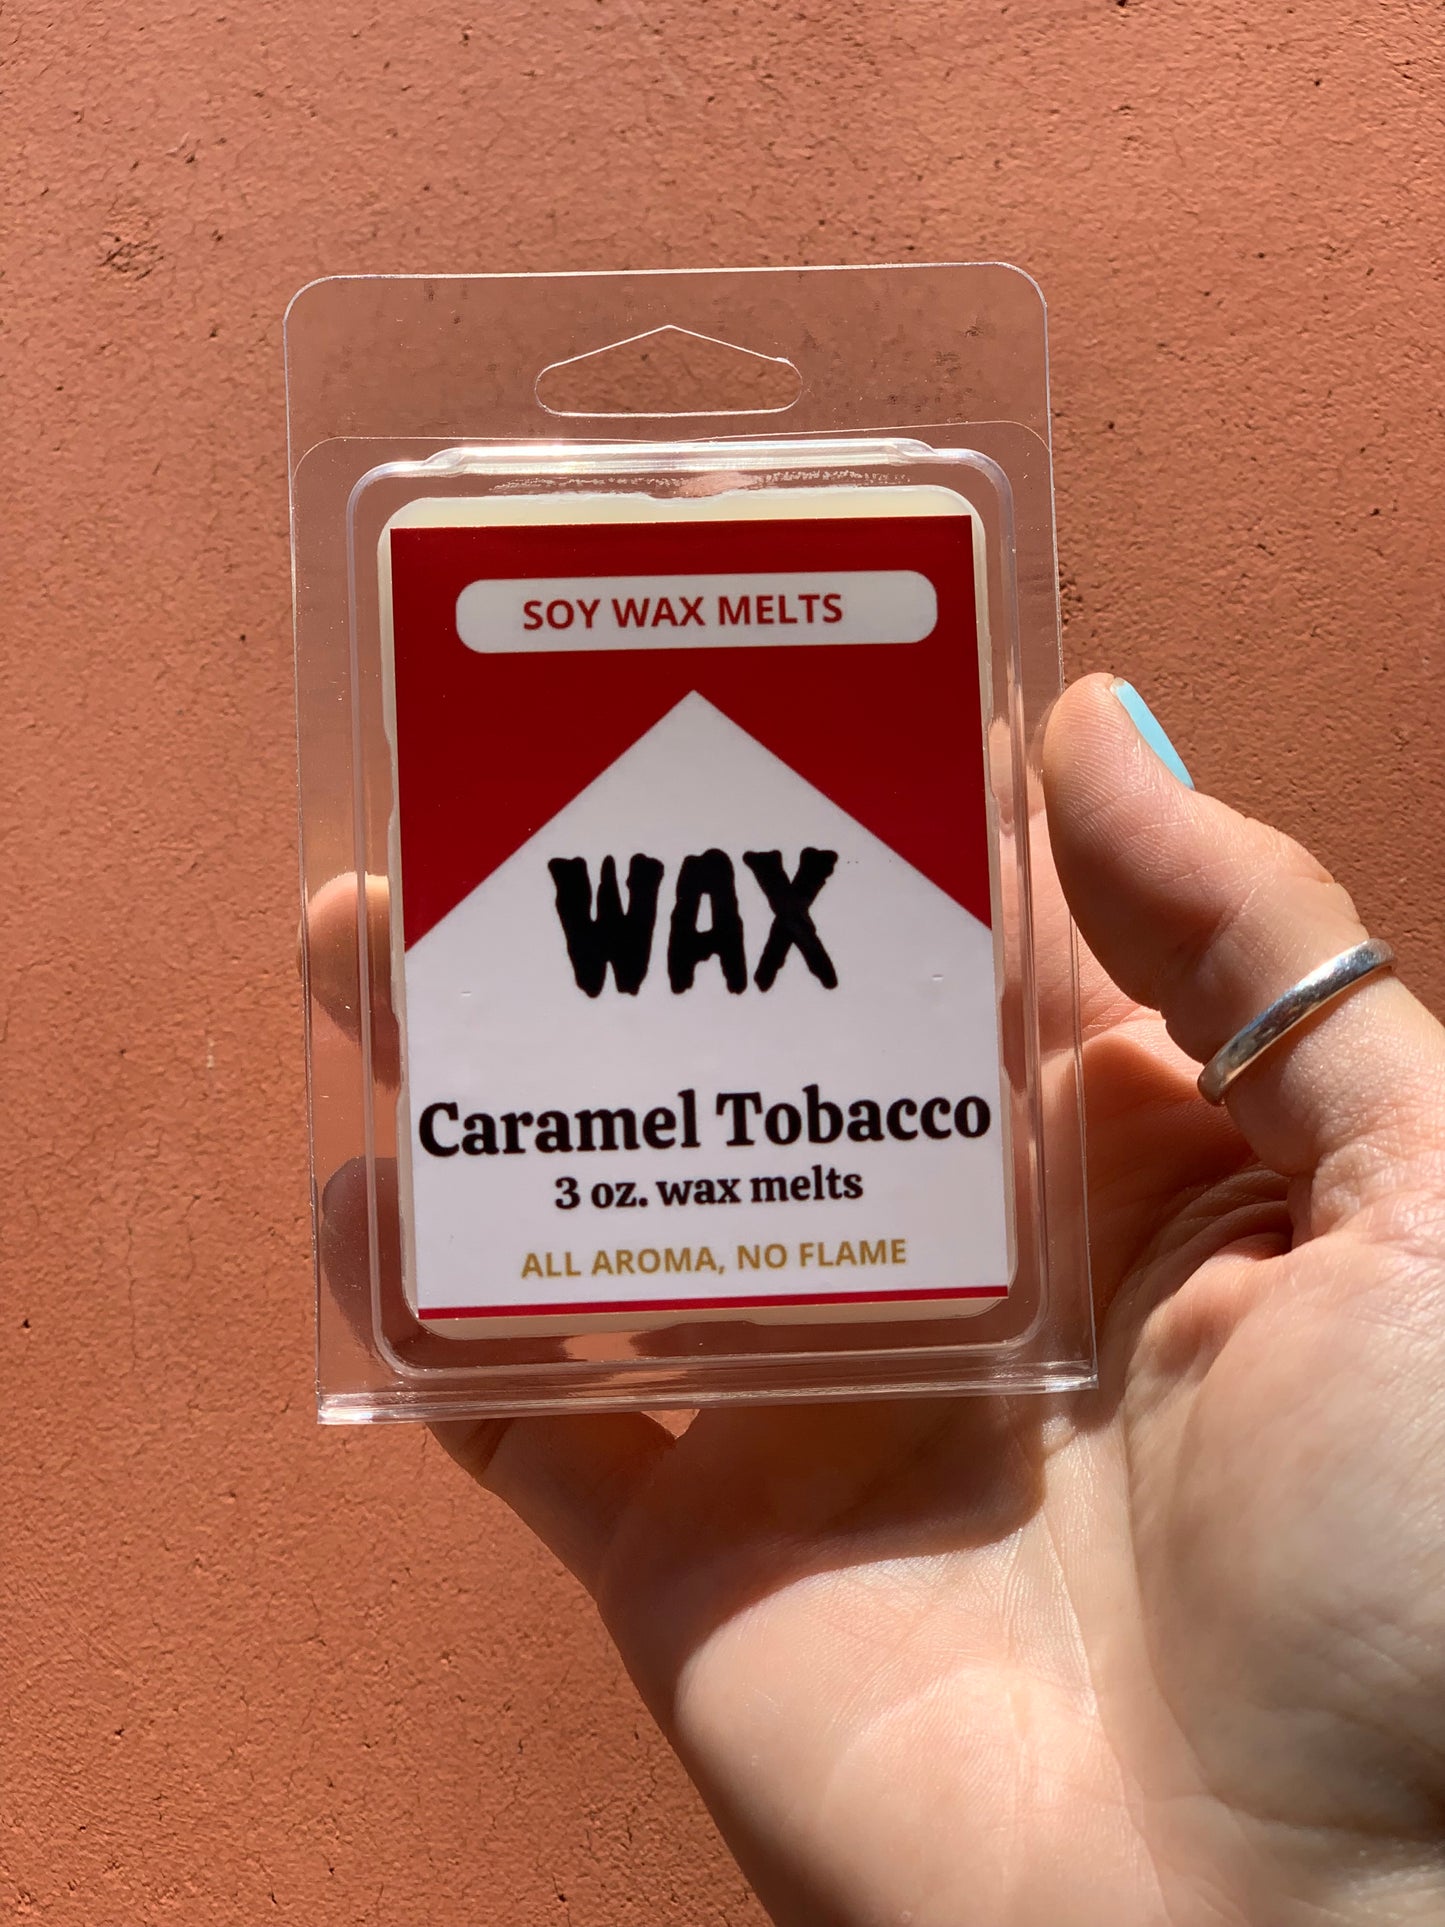 SOY WAX MELTS
WAX
Caramel Tobacco
3 oz. wax melts
ALL AROMA, NO FLAME